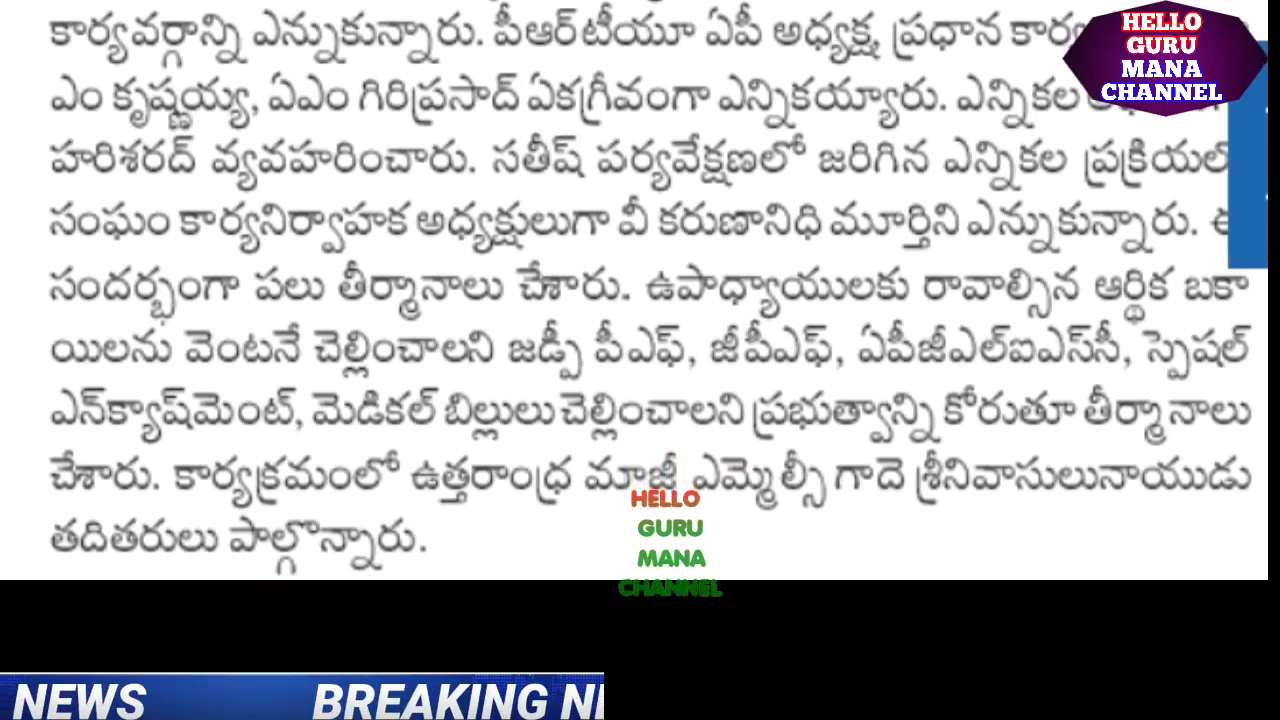 కార్యవర్గాన్ని ఎన్నుకున్నారు. పీఆర్‌టీయూ ఏపీ అధ్యక్ష ప్రధాన
ఎం కృష్ణయ్య, ఏఎం గిరిప్రసాద్ ఏకగ్రీవంగా ఎన్నికయ్యారు. ఎన్నికల
హరిశరద్ వ్యవహరించారు. సతీష్ పర్యవేక్షణలో జరిగిన ఎన్నికల
సంఘం కార్యనిర్వాహక అధ్యక్షులుగా వీ కరుణానిధి మూర్తిని ఎన్నుకున్నారు.
సందర్భంగా పలు తీర్మానాలు చేశారు. ఉపాధ్యాయులకు రావాల్సిన ఆర్థిక బకా
యిలను వెంటనే చెల్లించాలని జడ్పీ పీఎఫ్, జీపీఎఫ్, ఏపీజీఎల్ఐఎస్‌సీ, స్పెషల్
ఎన్‌క్యాష్‌మెంట్, మెడికల్ బిల్లులు చెల్లించాలని ప్రభుత్వాన్ని కోరుతూ తీర్మానాలు
చేశారు. కార్యక్రమంలో ఉత్తరాంధ్ర మాజీ ఎమ్మెల్సీ గాదె శ్రీనివాసులునాయుడు
తదితరులు పాల్గొన్నారు.
HELLO
GURU
MANA
CHANNEL
HELLO
GURU
MANA
CHANNEL
NEWS BREAKING